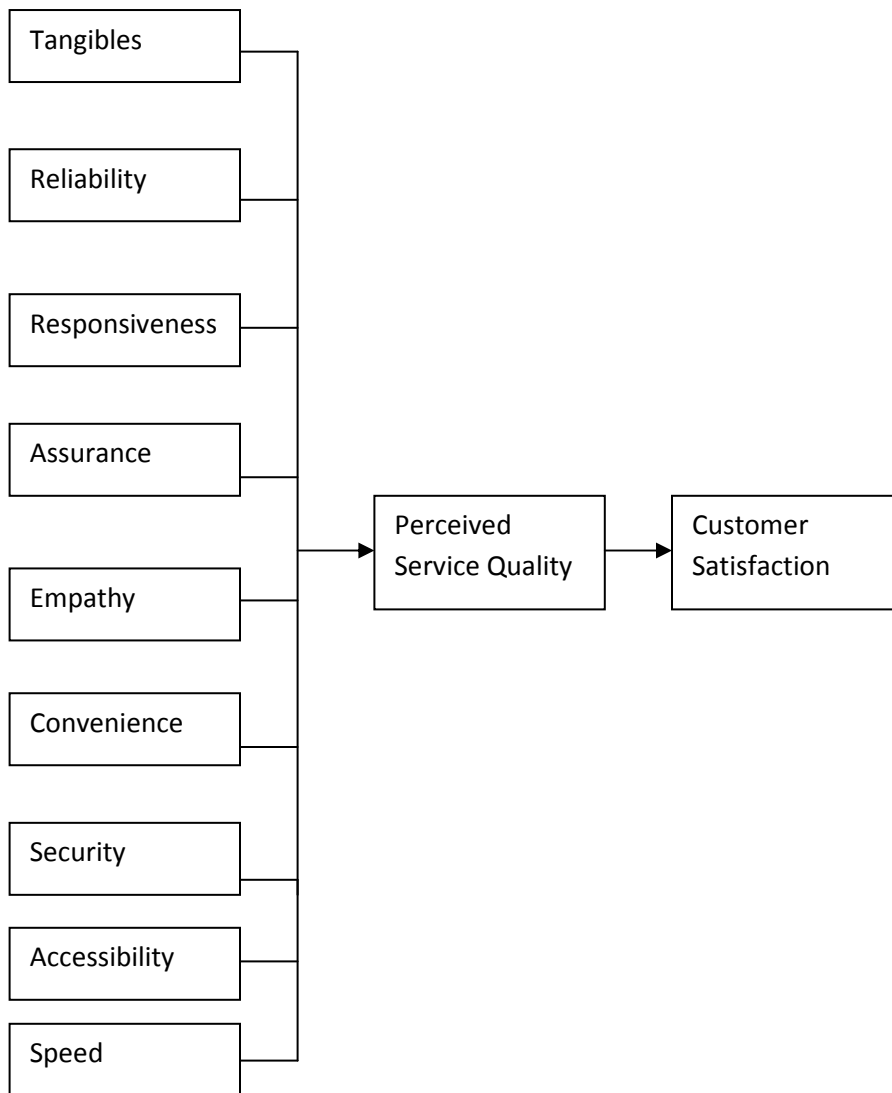 Tangibles
Reliability
Responsiveness
Assurance
Perceived
Service Quality
Customer
Satisfaction
Empathy
Convenience
Security
Accessibility
Speed